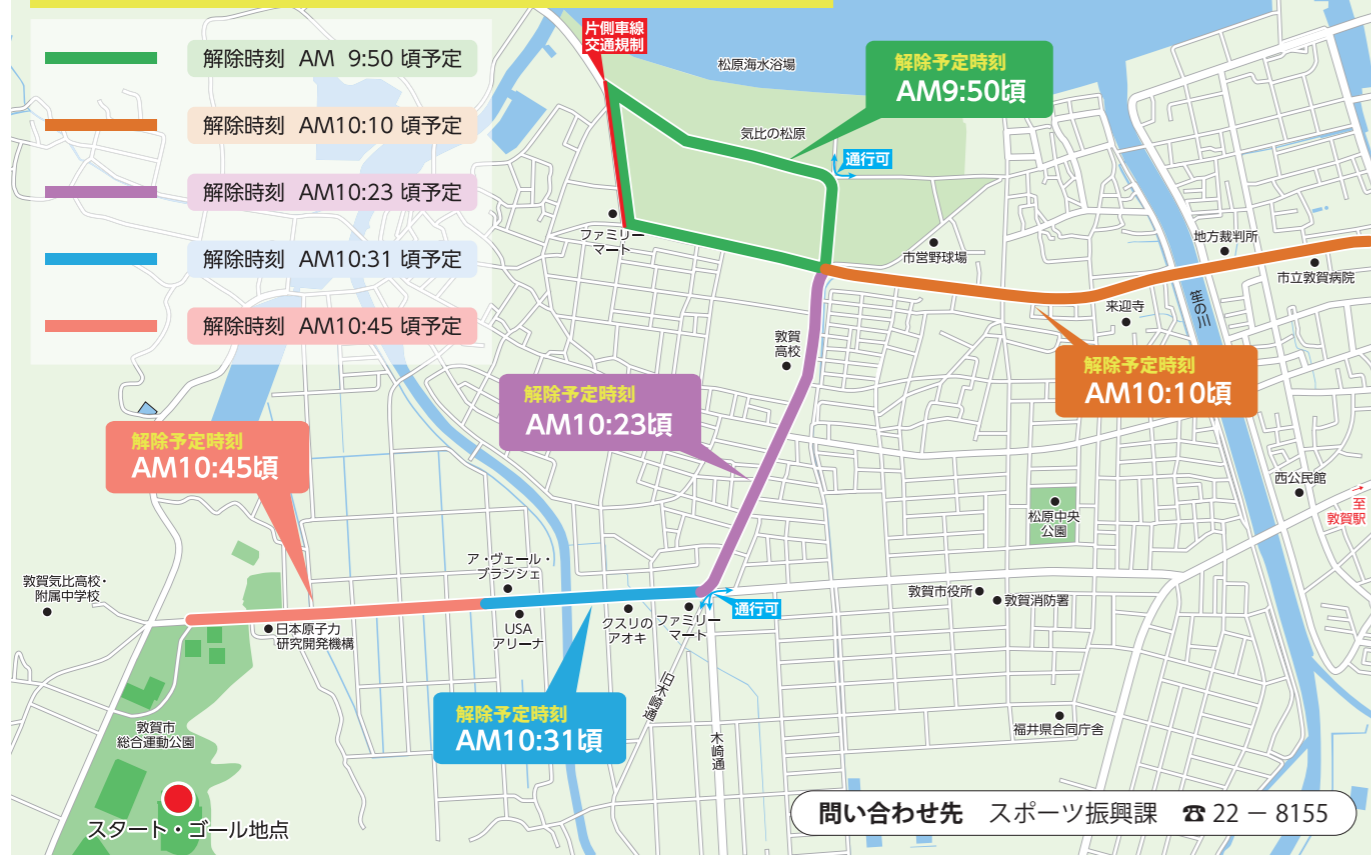 解除時刻 AM 9:50 頃予定
解除時刻 AM10:10 頃予定
解除時刻 AM10:23 頃予定
解除時刻 AM10:31 頃予定
解除時刻 AM10:45 頃予定
片側車線
交通規制
松原海水浴場
解除予定時刻
AM9:50頃
気比の松原
通行可
ファミリー
マート
市営野球場
地方裁判所
市立敦賀病院
笙の川
来迎寺
敦賀
高校
解除予定時刻
AM10:10頃
解除予定時刻
AM10:23頃
解除予定時刻
AM10:45頃
西公民館
至
敦賀駅
松原中央
公園
ア・ヴェール・
ブランシェ
敦賀気比高校・
附属中学校
敦賀市役所
敦賀消防署
通行可
日本原子力
研究開発機構
USA
アリーナ
クスリの
アオキ
ファミリー
マート
旧木崎通
木崎通
解除予定時刻
AM10:31頃
敦賀市
総合運動公園
福井県合同庁舎
スタート・ゴール地点
問い合わせ先 スポーツ振興課 ☎ 22 － 8155